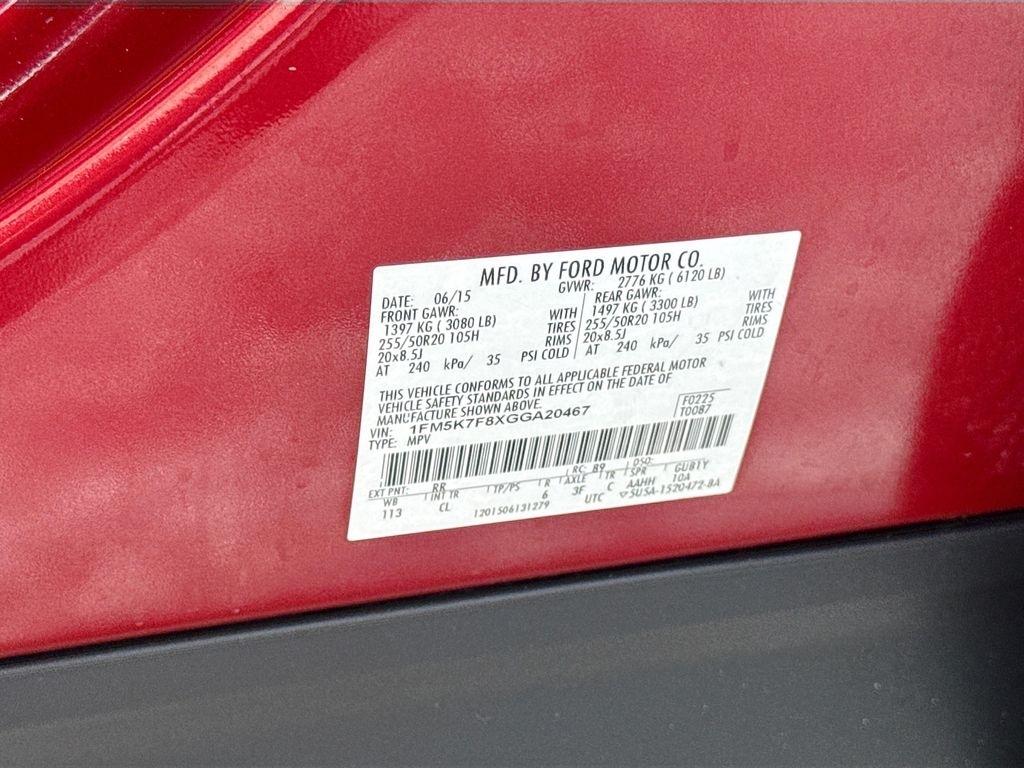 MFD. BY FORD MOTOR CO.
DATE: 06/15 GVWR: 2776 KG ( 6120 LB)
FRONT GAWR: REAR GAWR:
1397 KG ( 3080 LB) WITH 1497 KG ( 3300 LB) WITH
255/50R20 105H TIRES 255/50R20 105H TIRES
20x8.5J RIMS 20x8.5J RIMS
AT 240 kPa/ 35 PSI COLD AT 240 kPa/ 35 PSI COLD
THIS VEHICLE CONFORMS TO ALL APPLICABLE FEDERAL MOTOR
VEHICLE SAFETY STANDARDS IN EFFECT ON THE DATE OF
MANUFACTURE SHOWN ABOVE.
VIN: 1FM5K7F8XGGA20467 F0225
TYPE: MPV T0087
EXT PNT: RR RC: 89 DSO:
WB INT TR TP/PS R AXLE TR SPR GUBTY
113 CL 6 3F C AAHH 10A
1201506131279 UTC 5U5A-1520472-BA